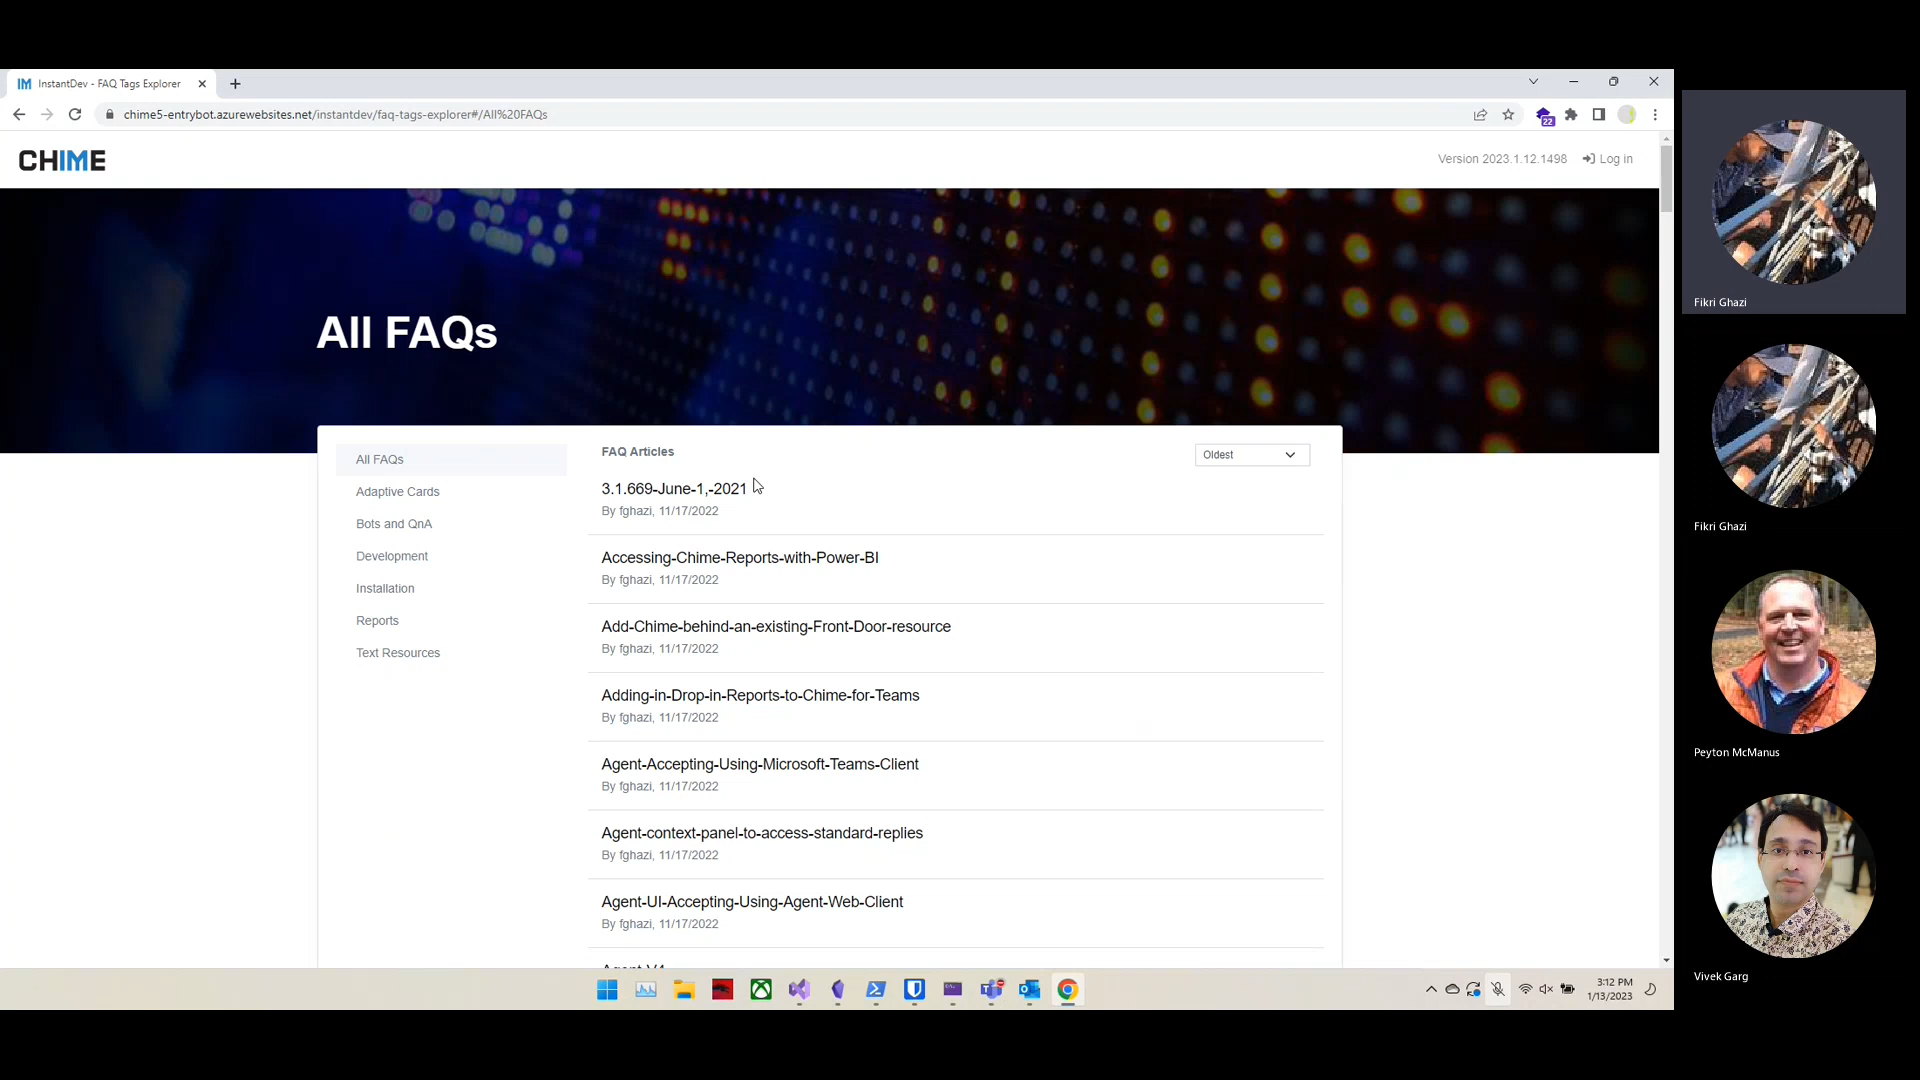 IM InstantDev - FAQ Tags Explorer
chime5-entrybot.azurewebsites.net/instantdev/faq-tags-explorer#/All%20FAQs
22
CHIME
Version 2023.1.12.1498
Log in
All FAQs
All FAQs
Adaptive Cards
Bots and QnA
Development
Installation
Reports
Text Resources
FAQ Articles
Oldest
3.1.669-June-1,-2021
By fghazi, 11/17/2022
Accessing-Chime-Reports-with-Power-BI
By fghazi, 11/17/2022
Add-Chime-behind-an-existing-Front-Door-resource
By fghazi, 11/17/2022
Adding-in-Drop-in-Reports-to-Chime-for-Teams
By fghazi, 11/17/2022
Agent-Accepting-Using-Microsoft-Teams-Client
By fghazi, 11/17/2022
Agent-context-panel-to-access-standard-replies
By fghazi, 11/17/2022
Agent-UI-Accepting-Using-Agent-Web-Client
By fghazi, 11/17/2022
3:12 PM
1/13/2023
Fikri Ghazi
Fikri Ghazi
Peyton McManus
Vivek Garg